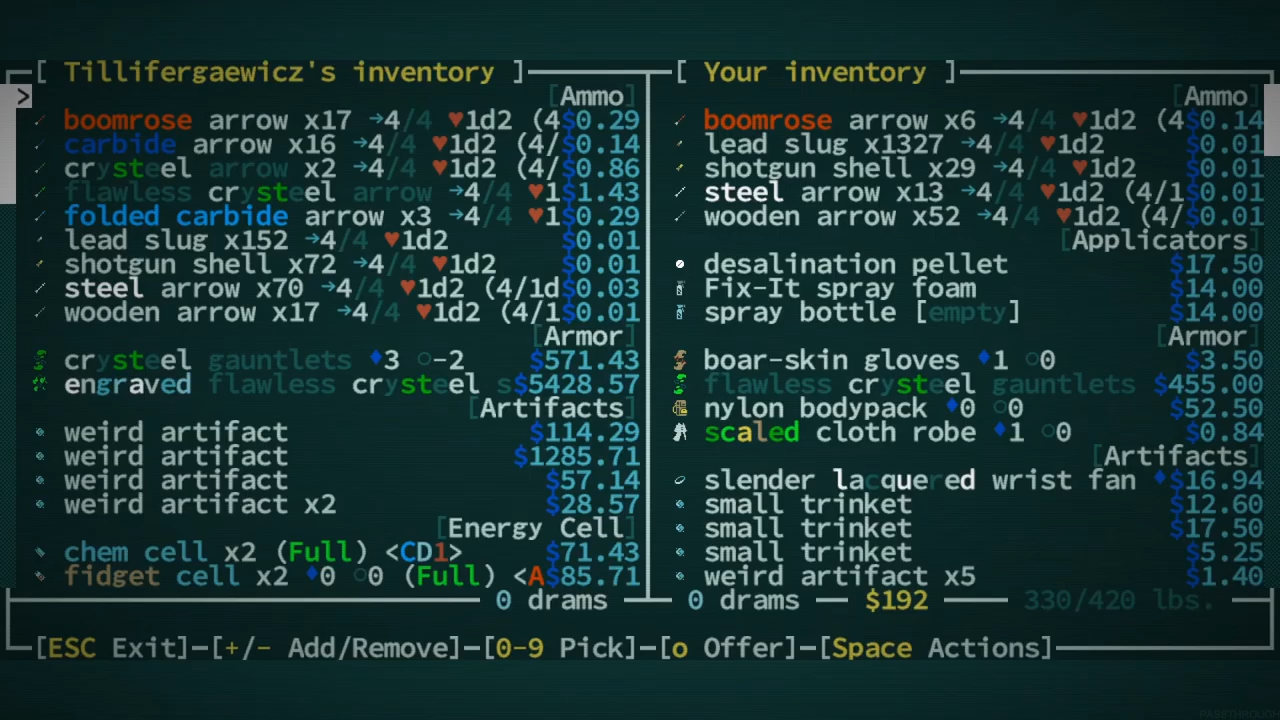 [ Tillifergaewicz's inventory ]
>
[Ammo]
boomrose arrow x17 →4/4 ♥1d2 (4$0.29
carbide arrow x16 →4/4 ♥1d2 (4/$0.14
crysteel arrow x2 →4/4 ♥1d2 (4/$0.86
flawless crysteel arrow →4/4 ♥1$1.43
folded carbide arrow x3 →4/4 ♥1$0.29
lead slug x152 →4/4 ♥1d2 $0.01
shotgun shell x72 →4/4 ♥1d2 $0.01
steel arrow x70 →4/4 ♥1d2 (4/1d$0.03
wooden arrow x17 →4/4 ♥1d2 (4/1$0.01
[Armor]
crysteel gauntlets ♦3 ○-2 $571.43
engraved flawless crysteel s$5428.57
[Artifacts]
weird artifact $114.29
weird artifact $1285.71
weird artifact $57.14
weird artifact x2 $28.57
[Energy Cell]
chem cell x2 (Full) <CD1> $71.43
fidget cell x2 ♦0 ○0 (Full) <A$85.71
0 drams
[ Your inventory ]
[Ammo]
boomrose arrow x6 →4/4 ♥1d2 (4$0.14
lead slug x1327 →4/4 ♥1d2 $0.01
shotgun shell x29 →4/4 ♥1d2 $0.01
steel arrow x13 →4/4 ♥1d2 (4/1$0.01
wooden arrow x52 →4/4 ♥1d2 (4/$0.01
[Applicators]
desalination pellet $17.50
Fix-It spray foam $14.00
spray bottle [empty] $14.00
[Armor]
boar-skin gloves ♦1 ○0 $3.50
flawless crysteel gauntlets $455.00
nylon bodypack ♦0 ○0 $52.50
scaled cloth robe ♦1 ○0 $0.84
[Artifacts]
slender lacquered wrist fan ♦$16.94
small trinket $12.60
small trinket $17.50
small trinket $5.25
weird artifact x5 $1.40
0 drams — $192 — 330/420 lbs.
[ESC Exit]-[+/- Add/Remove]-[0-9 Pick]-[o Offer]-[Space Actions]